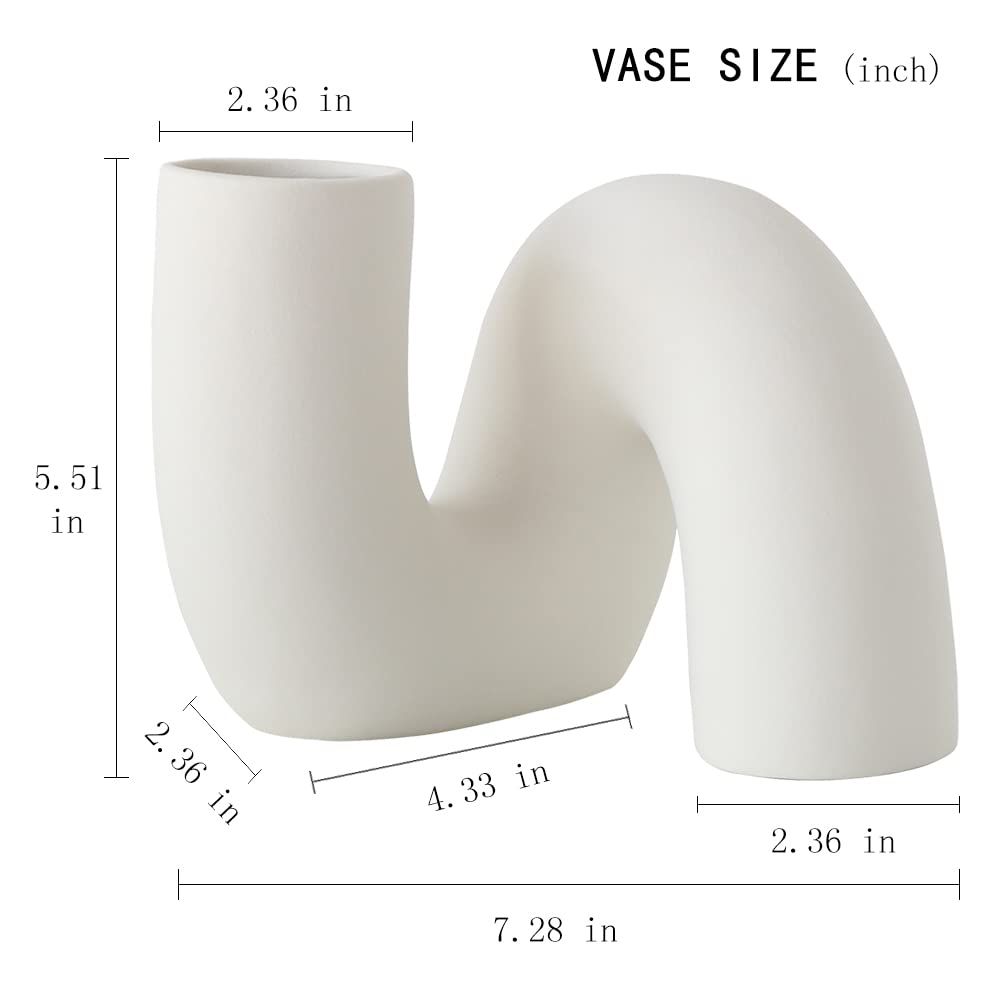 VASE SIZE (inch)
2.36 in
5.51
in
2.36 in
4.33 in
2.36 in
7.28 in